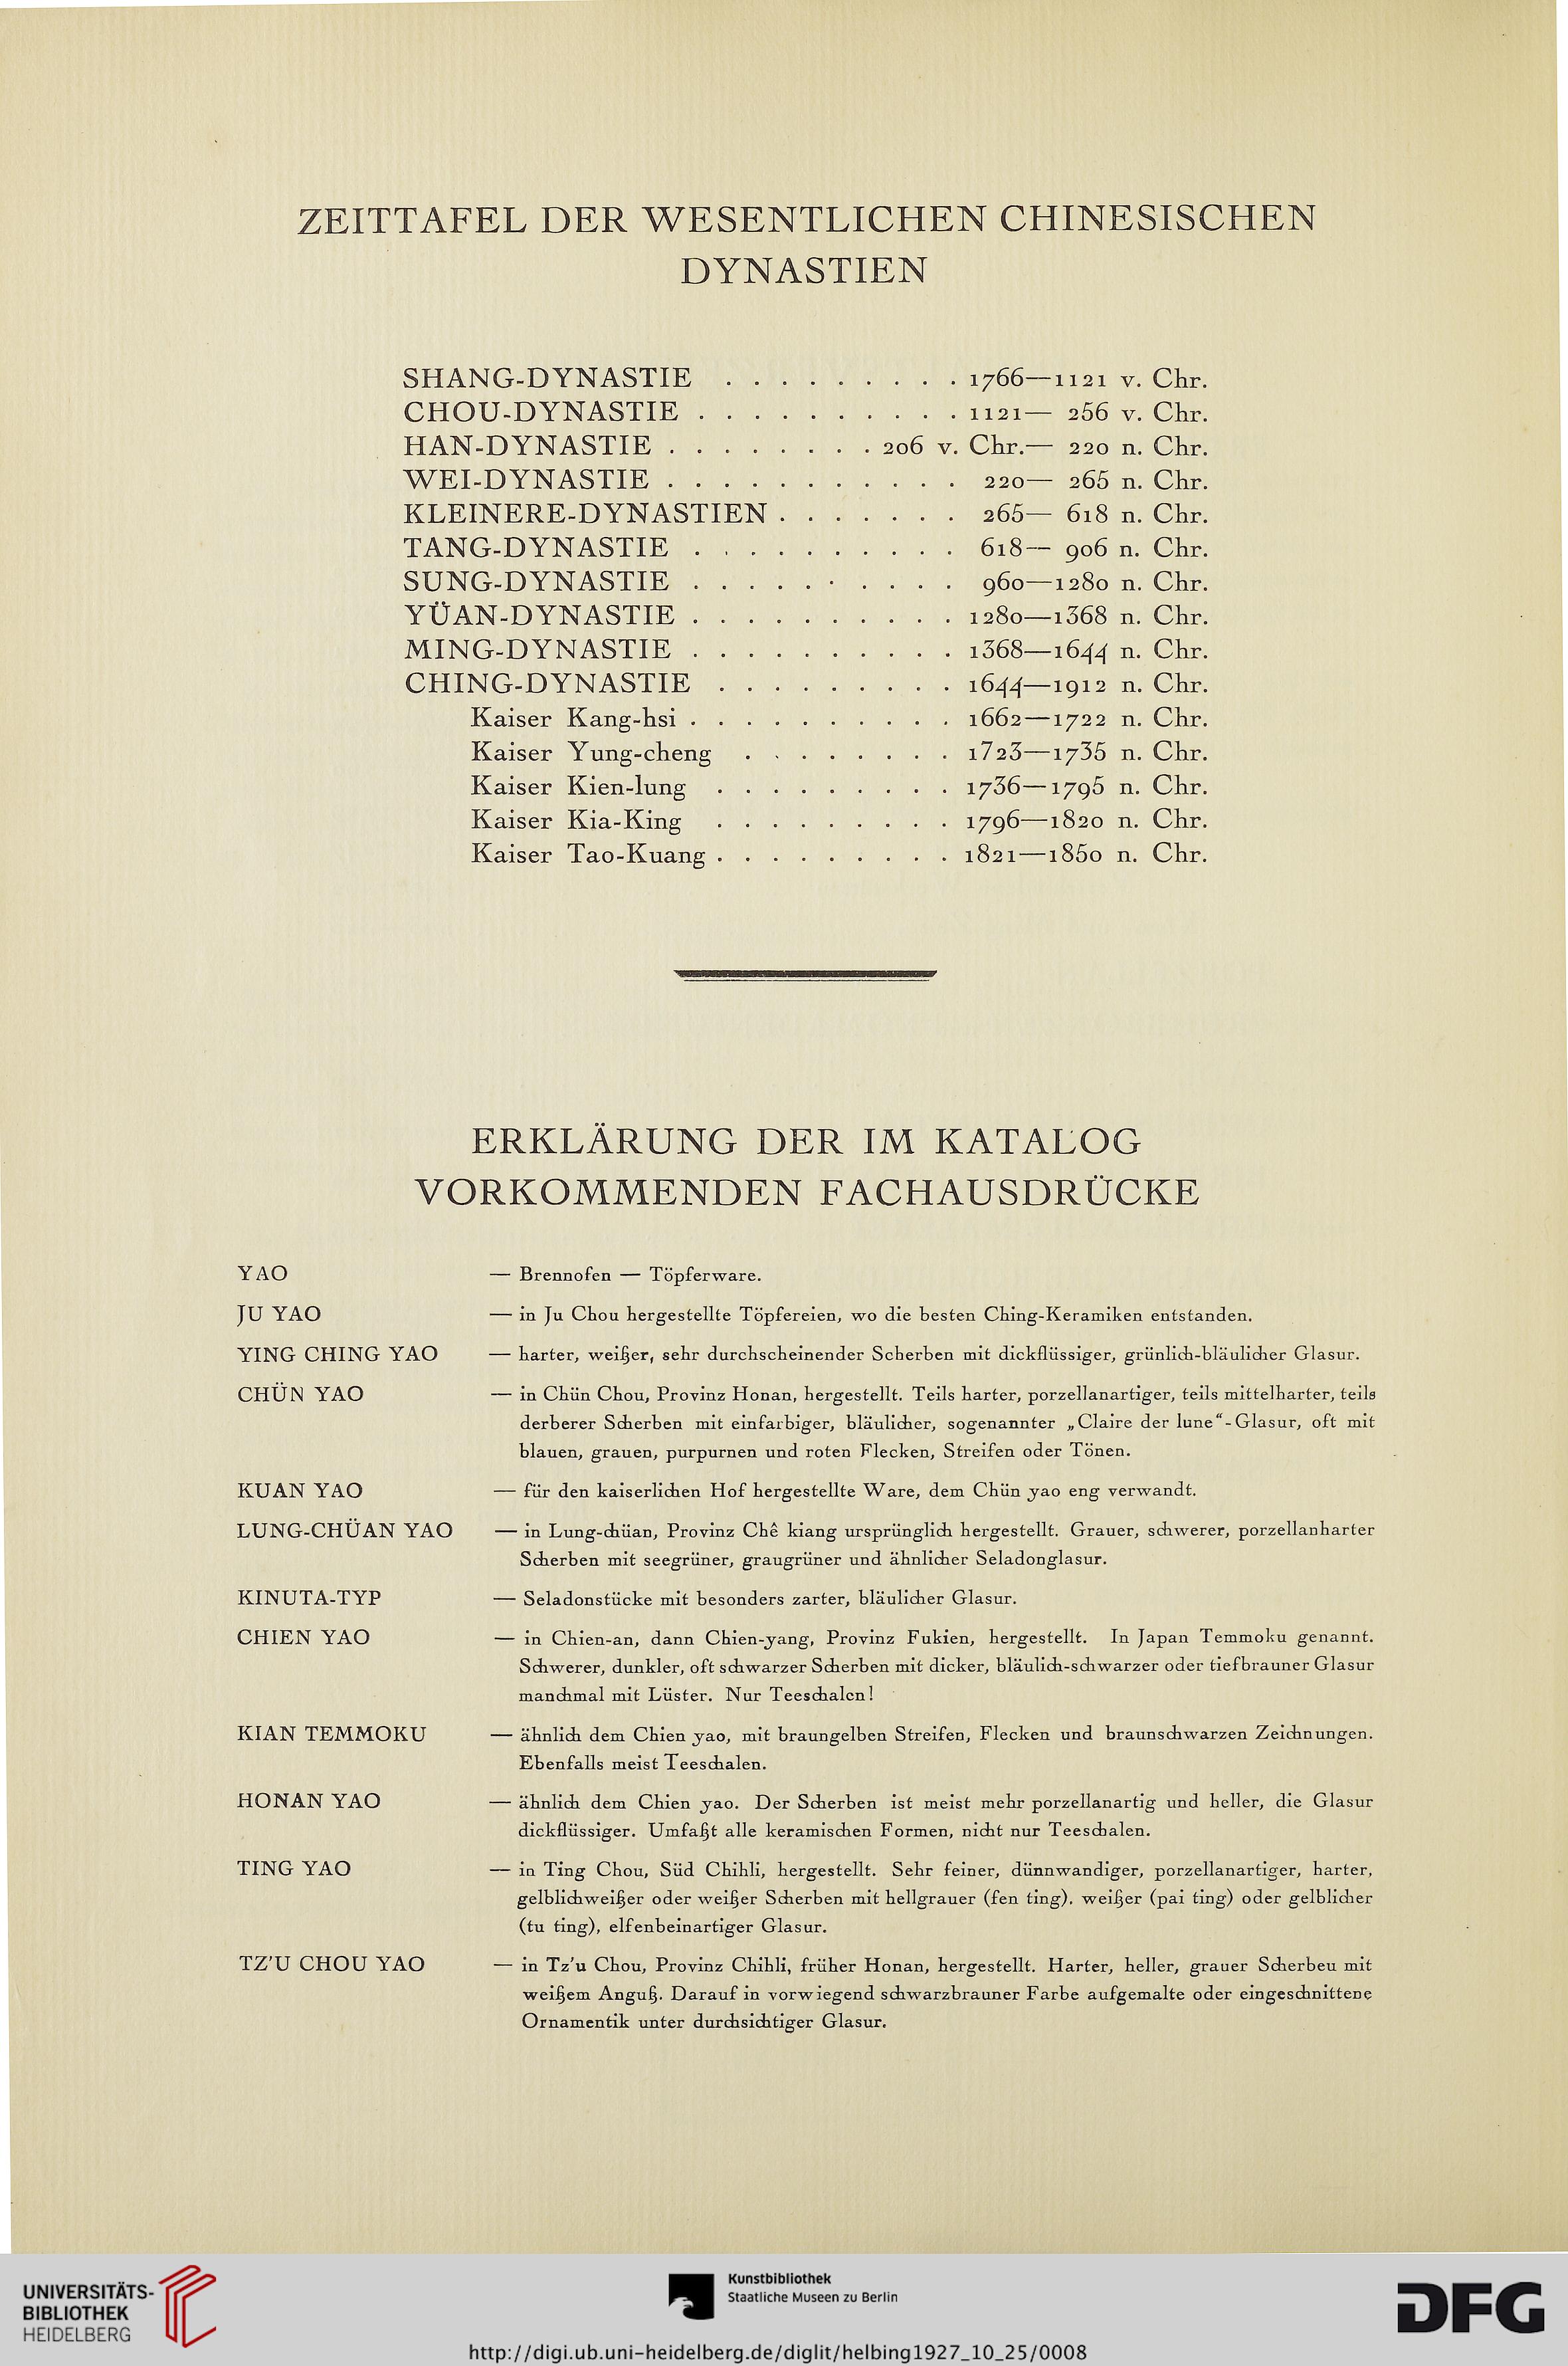 ZEITTAFEL DER WESENTLICHEN CHINESISCHEN
DYNASTIEN
SHANG-DYNASTIE . . . . . . . . . 1766—1121 v. Chr.
CHOU-DYNASTIE . . . . . . . . . . 1121— 256 v. Chr.
HAN-DYNASTIE . . . . . . . . 206 v. Chr.— 220 n. Chr.
WEI-DYNASTIE . . . . . . . . . . . 220— 265 n. Chr.
KLEINERE-DYNASTIEN . . . . . . . 265— 618 n. Chr.
TANG-DYNASTIE . . . . . . . . . . 618— 906 n. Chr.
SUNG-DYNASTIE . . . . . . . . . . 960—1280 n. Chr.
YÜAN-DYNASTIE . . . . . . . . . . 1280—1368 n. Chr.
MING-DYNASTIE . . . . . . . . . . 1368—1644 n. Chr.
CHING-DYNASTIE . . . . . . . . . 1644—1912 n. Chr.
Kaiser Kang-hsi . . . . . . . . . . 1662—1722 n. Chr.
Kaiser Yung-cheng . . . . . . . . 1723—1735 n. Chr.
Kaiser Kien-lung . . . . . . . . . 1736—1795 n. Chr.
Kaiser Kia-King . . . . . . . . . 1796—1820 n. Chr.
Kaiser Tao-Kuang . . . . . . . . . 1821—1850 n. Chr.
ERKLÄRUNG DER IM KATALOG
VORKOMMENDEN FACHAUSDRÜCKE
YAO — Brennofen — Töpferware.
JU YAO — in Ju Chou hergestellte Töpfereien, wo die besten Ching-Keramiken entstanden.
YING CHING YAO — harter, weißer, sehr durchscheinender Scherben mit dickflüssiger, grünlich-bläulicher Glasur.
CHÜN YAO — in Chün Chou, Provinz Honan, hergestellt. Teils harter, porzellanartiger, teils mittelharter, teils
derberer Scherben mit einfarbiger, bläulicher, sogenannter „Claire der lune“-Glasur, oft mit
blauen, grauen, purpurnen und roten Flecken, Streifen oder Tönen.
KUAN YAO — für den kaiserlichen Hof hergestellte Ware, dem Chün yao eng verwandt.
LUNG-CHÜAN YAO — in Lung-chüan, Provinz Chê kiang ursprünglich hergestellt. Grauer, schwerer, porzellanharter
Scherben mit seegrüner, graugrüner und ähnlicher Seladonglasur.
KINUTA-TYP — Seladonstücke mit besonders zarter, bläulicher Glasur.
CHIEN YAO — in Chien-an, dann Chien-yang, Provinz Fukien, hergestellt. In Japan Temmoku genannt.
Schwerer, dunkler, oft schwarzer Scherben mit dicker, bläulich-schwarzer oder tiefbrauner Glasur
manchmal mit Lüster. Nur Teeschalen!
KIAN TEMMOKU — ähnlich dem Chien yao, mit braungelben Streifen, Flecken und braunschwarzen Zeichnungen.
Ebenfalls meist Teeschalen.
HONAN YAO — ähnlich dem Chien yao. Der Scherben ist meist mehr porzellanartig und heller, die Glasur
dickflüssiger. Umfaßt alle keramischen Formen, nicht nur Teeschalen.
TING YAO — in Ting Chou, Süd Chihli, hergestellt. Sehr feiner, dünnwandiger, porzellanartiger, harter,
gelblichweißer oder weißer Scherben mit hellgrauer (fen ting), weißer (pai ting) oder gelblicher
(tu ting), elfenbeinartiger Glasur.
TZ'U CHOU YAO — in Tz'u Chou, Provinz Chihli, früher Honan, hergestellt. Harter, heller, grauer Scherbeu mit
weißem Anguß. Darauf in vorwiegend schwarzbrauner Farbe aufgemalte oder eingeschnittene
Ornamentik unter durchsichtiger Glasur.
UNIVERSITÄTS-
BIBLIOTHEK
HEIDELBERG
Kunstbibliothek
Staatliche Museen zu Berlin
DFG
http://digi.ub.uni-heidelberg.de/diglit/helbing1927_10_25/0008